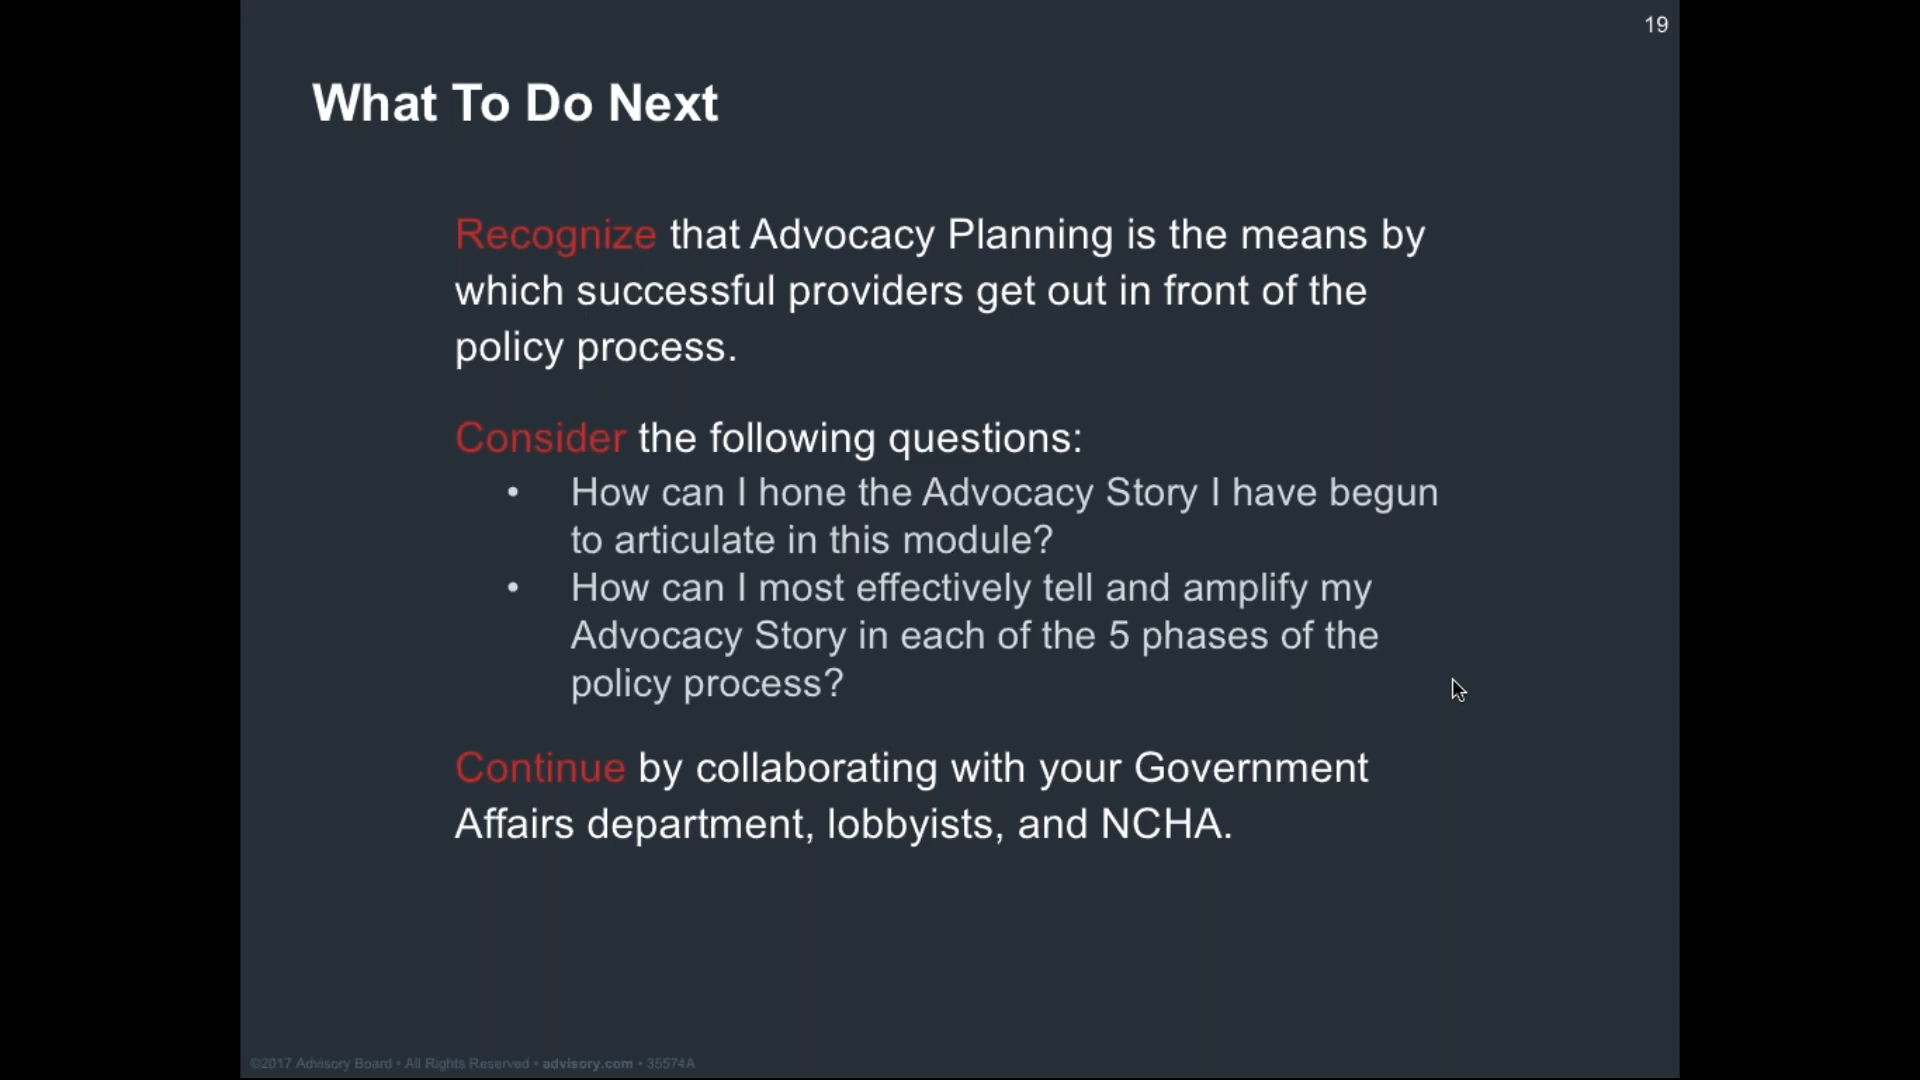 19
What To Do Next
Recognize that Advocacy Planning is the means by
which successful providers get out in front of the
policy process.
Consider the following questions:
• How can I hone the Advocacy Story I have begun
to articulate in this module?
• How can I most effectively tell and amplify my
Advocacy Story in each of the 5 phases of the
policy process?
Continue by collaborating with your Government
Affairs department, lobbyists, and NCHA.
©2017 Advisory Board • All Rights Reserved • advisory.com • 35574A